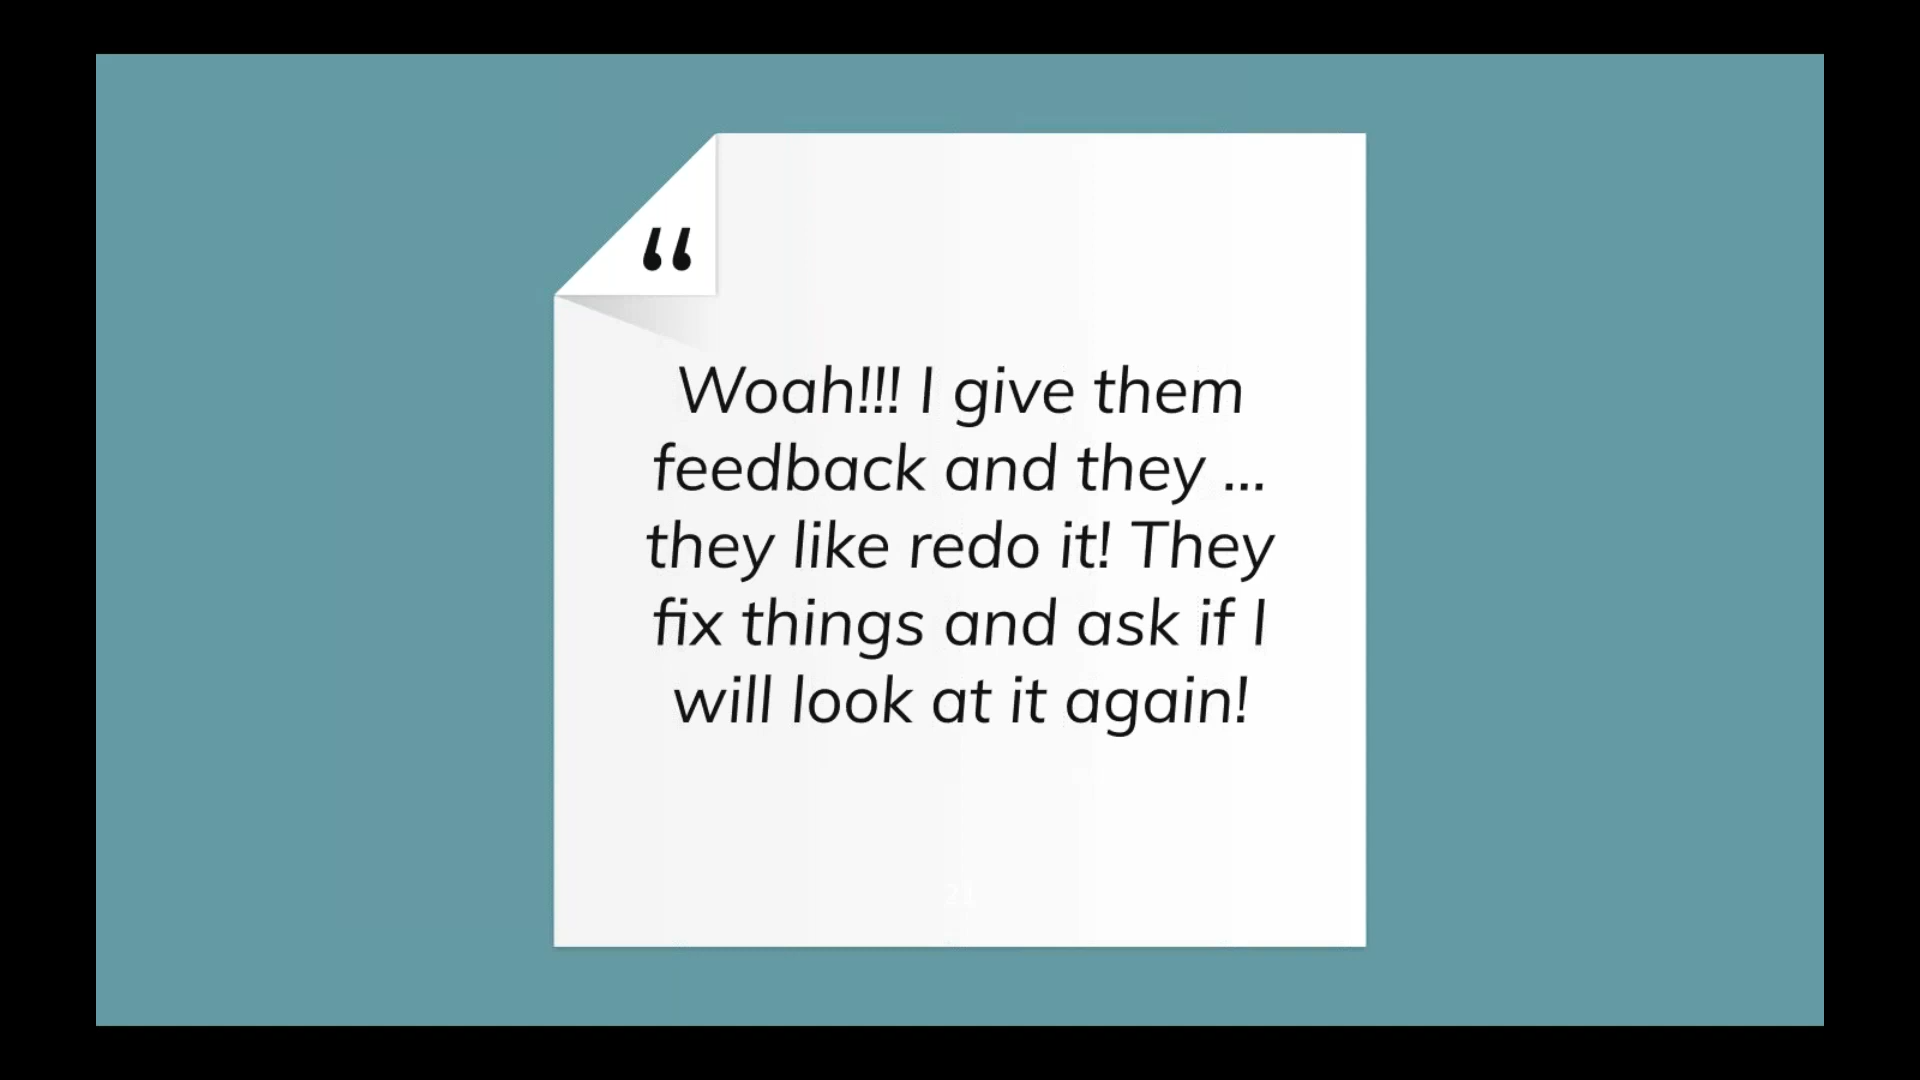 “
Woah!!! I give them
feedback and they ...
they like redo it! They
fix things and ask if I
will look at it again!